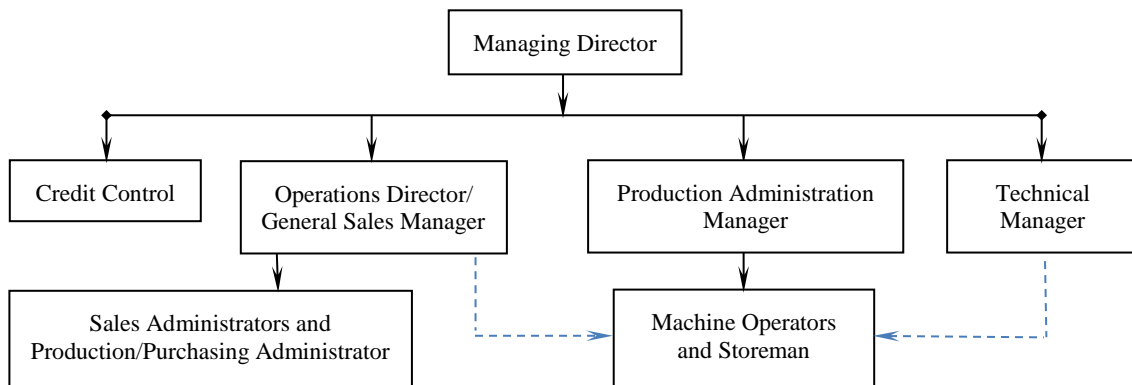 Managing Director
Credit Control
Operations Director/
General Sales Manager
Production Administration
Manager
Technical
Manager
Sales Administrators and
Production/Purchasing Administrator
Machine Operators
and Storeman